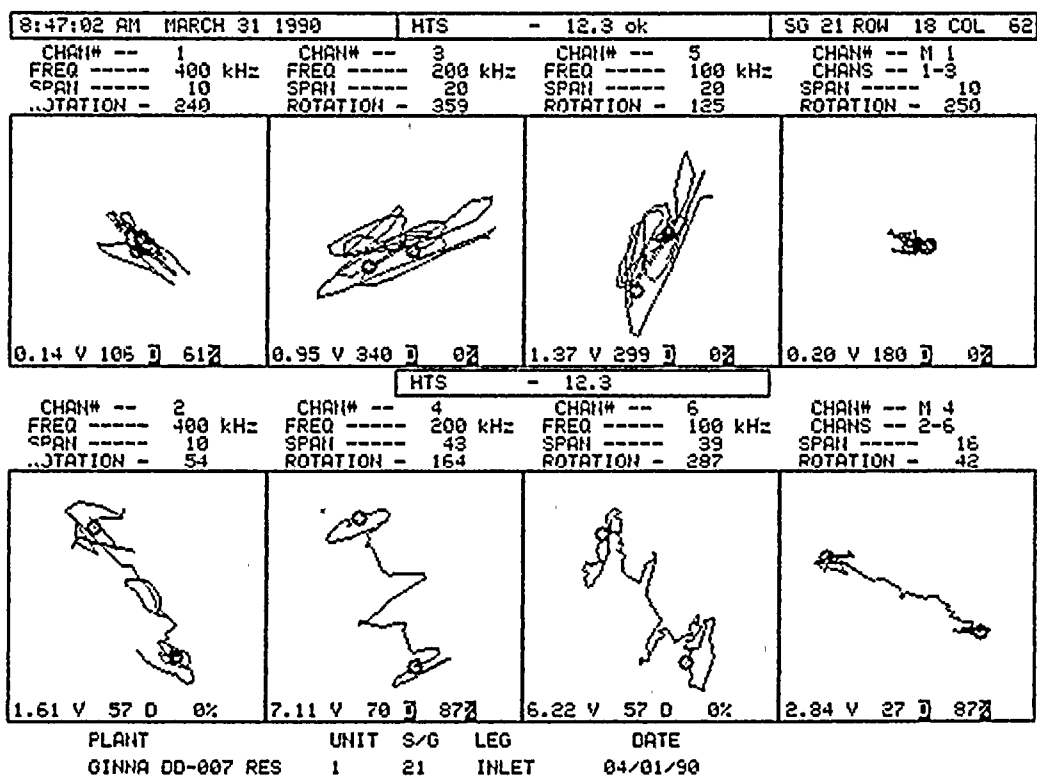 8:47:02 AM MARCH 31 1990 HTS - 12.3 ok SG 21 ROW 18 COL 62
CHAN# -- 1 CHAN# -- 3 CHAN# -- 5 CHAN# -- M 1
FREQ ----- 400 kHz FREQ ----- 200 kHz FREQ ----- 100 kHz CHANS -- 1-3
SPAN ----- 10 SPAN ----- 20 SPAN ----- 20 SPAN ----- 10
..OTATION - 240 ROTATION - 359 ROTATION - 125 ROTATION - 250
0.14 V 106 D 61% 0.95 V 340 D 0% 1.37 V 299 D 0% 0.20 V 180 D 0%
HTS - 12.3
CHAN# -- 2 CHAN# -- 4 CHAN# -- 6 CHAN# -- M 4
FREQ ----- 400 kHz FREQ ----- 200 kHz FREQ ----- 100 kHz CHANS -- 2-6
SPAN ----- 10 SPAN ----- 43 SPAN ----- 39 SPAN ----- 16
..OTATION - 54 ROTATION - 164 ROTATION - 287 ROTATION - 42
1.61 V 57 D 0% 7.11 V 70 D 87% 6.22 V 57 D 0% 2.84 V 27 D 87%
PLANT UNIT S/G LEG DATE
GINNA DD-007 RES 1 21 INLET 04/01/90